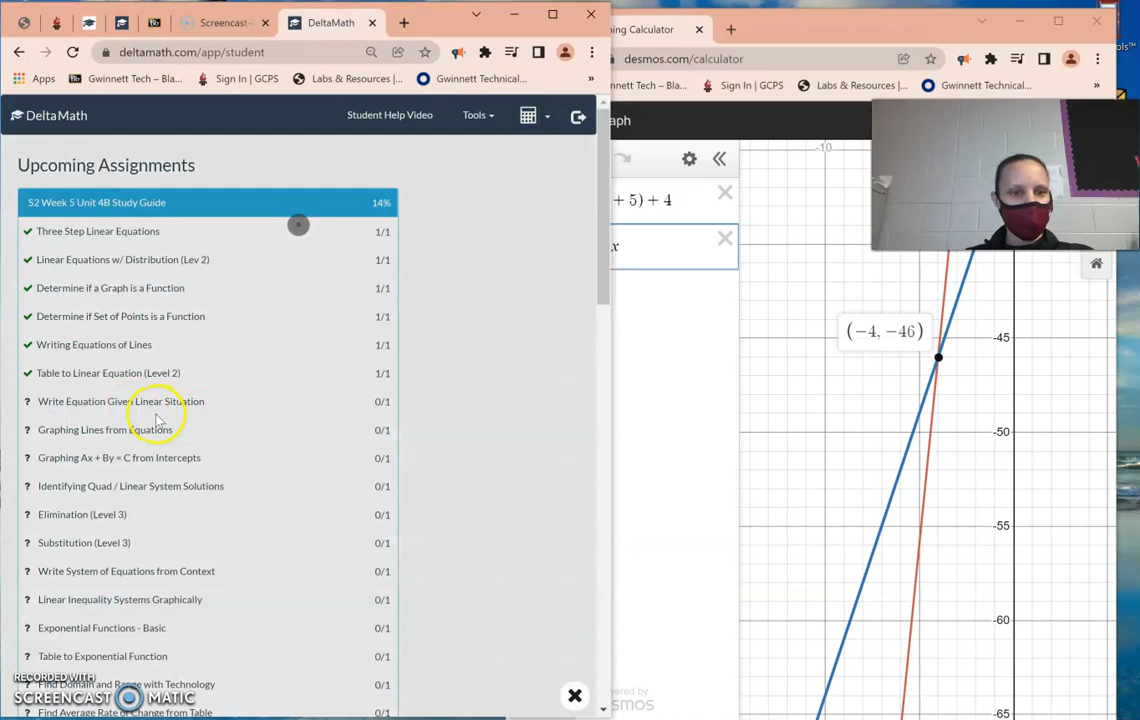 Screencast-
DeltaMath
deltamath.com/app/student
Apps
Gwinnett Tech – Bla...
Sign In | GCPS
Labs & Resources |...
Gwinnett Technical...
»
DeltaMath
Student Help Video
Tools
Upcoming Assignments
S2 Week 5 Unit 4B Study Guide 14%
Three Step Linear Equations 1/1
Linear Equations w/ Distribution (Lev 2) 1/1
Determine if a Graph is a Function 1/1
Determine if Set of Points is a Function 1/1
Writing Equations of Lines 1/1
Table to Linear Equation (Level 2) 1/1
? Write Equation Given Linear Situation 0/1
? Graphing Lines from Equations 0/1
? Graphing Ax + By = C from Intercepts 0/1
? Identifying Quad / Linear System Solutions 0/1
? Elimination (Level 3) 0/1
? Substitution (Level 3) 0/1
? Write System of Equations from Context 0/1
? Linear Inequality Systems Graphically 0/1
? Exponential Functions - Basic 0/1
? Table to Exponential Function 0/1
Find Domain and Range with Technology 0/1
Find Average Rate of Change from Table 0/1
RECORDED WITH
SCREENCAST MATIC
ning Calculator
desmos.com/calculator
nnett Tech – Bla...
Sign In | GCPS
Labs & Resources |...
Gwinnett Technical...
»
aph
+ 5) + 4
x
-10
(−4, −46)
-45
-50
-55
-60
-65
powered by
desmos